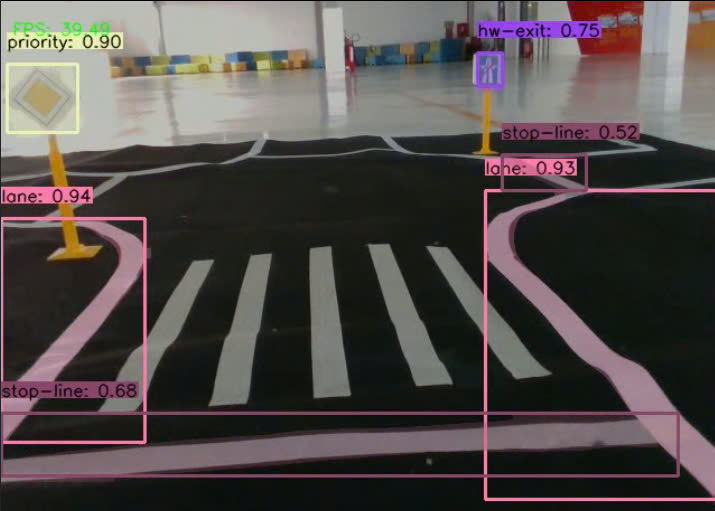 FPS: 39.49
priority: 0.90
hw-exit: 0.75
stop-line: 0.52
lane: 0.93
lane: 0.94
stop-line: 0.68